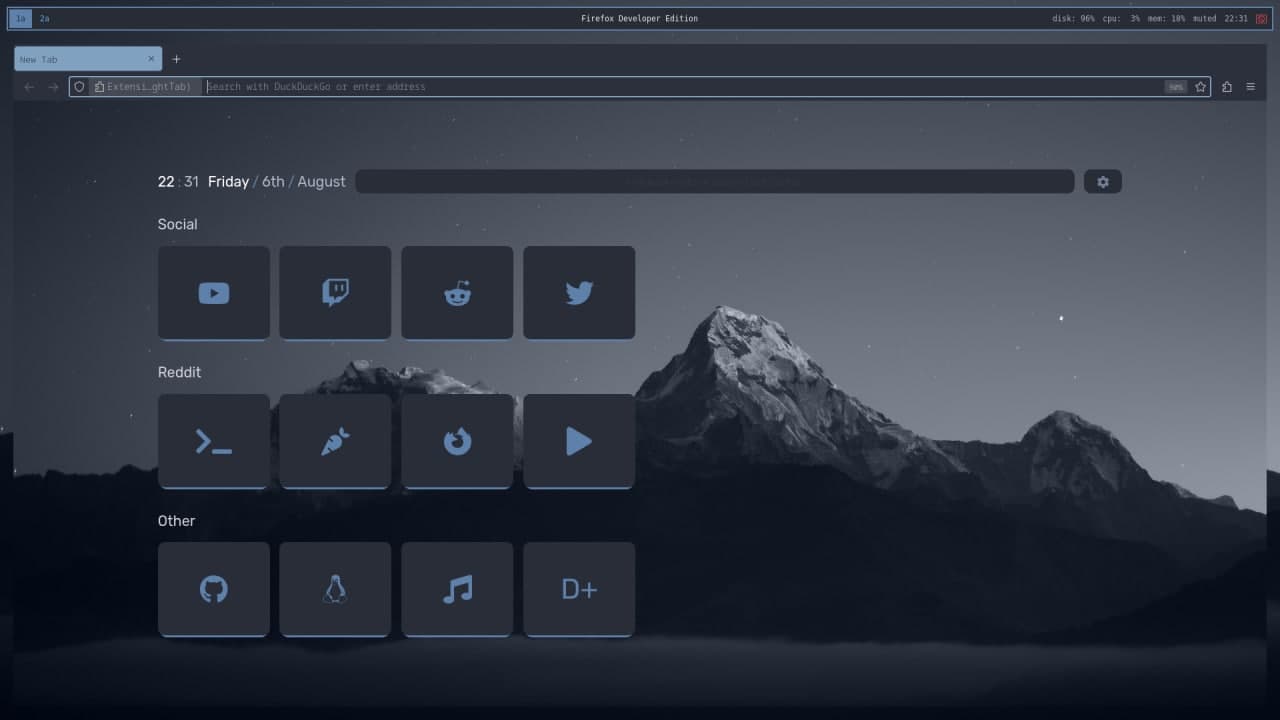 1a 2a Firefox Developer Edition disk: 96% cpu: 3% mem: 18% muted 22:31
New Tab × +
Extensi…ghtTab) Search with DuckDuckGo or enter address 90%
22 : 31 Friday / 6th / August
Social
Reddit
Other
D+